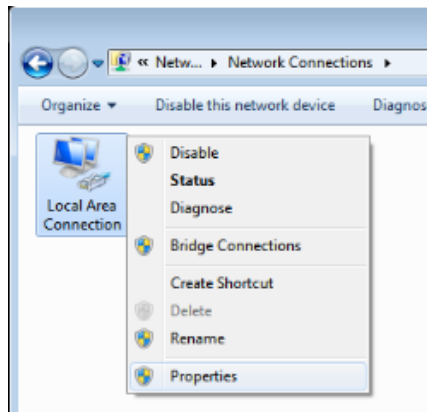 « Netw... ▸ Network Connections ▸
Organize ▾ Disable this network device Diagnos
Local Area
Connection
Disable
Status
Diagnose
Bridge Connections
Create Shortcut
Delete
Rename
Properties